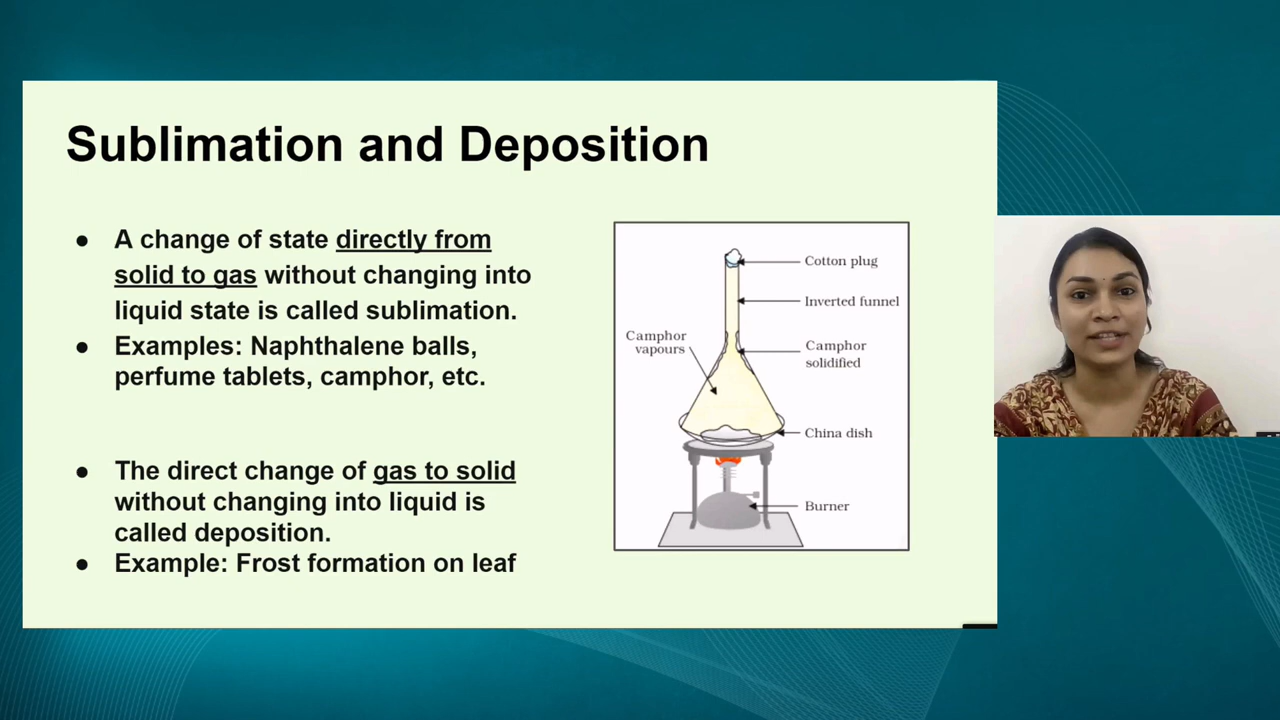 Sublimation and Deposition
● A change of state directly from
solid to gas without changing into
liquid state is called sublimation.
● Examples: Naphthalene balls,
perfume tablets, camphor, etc.
● The direct change of gas to solid
without changing into liquid is
called deposition.
● Example: Frost formation on leaf
Cotton plug
Inverted funnel
Camphor
vapours
Camphor
solidified
China dish
Burner